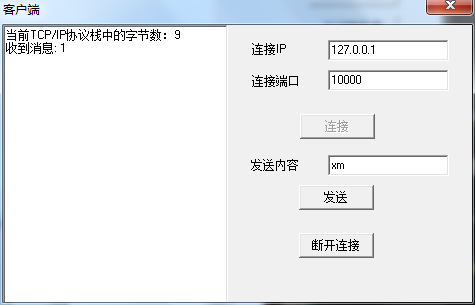 客户端
当前TCP/IP协议栈中的字节数：9
收到消息: 1
连接IP
127.0.0.1
连接端口
10000
连接
发送内容
xm
发送
断开连接